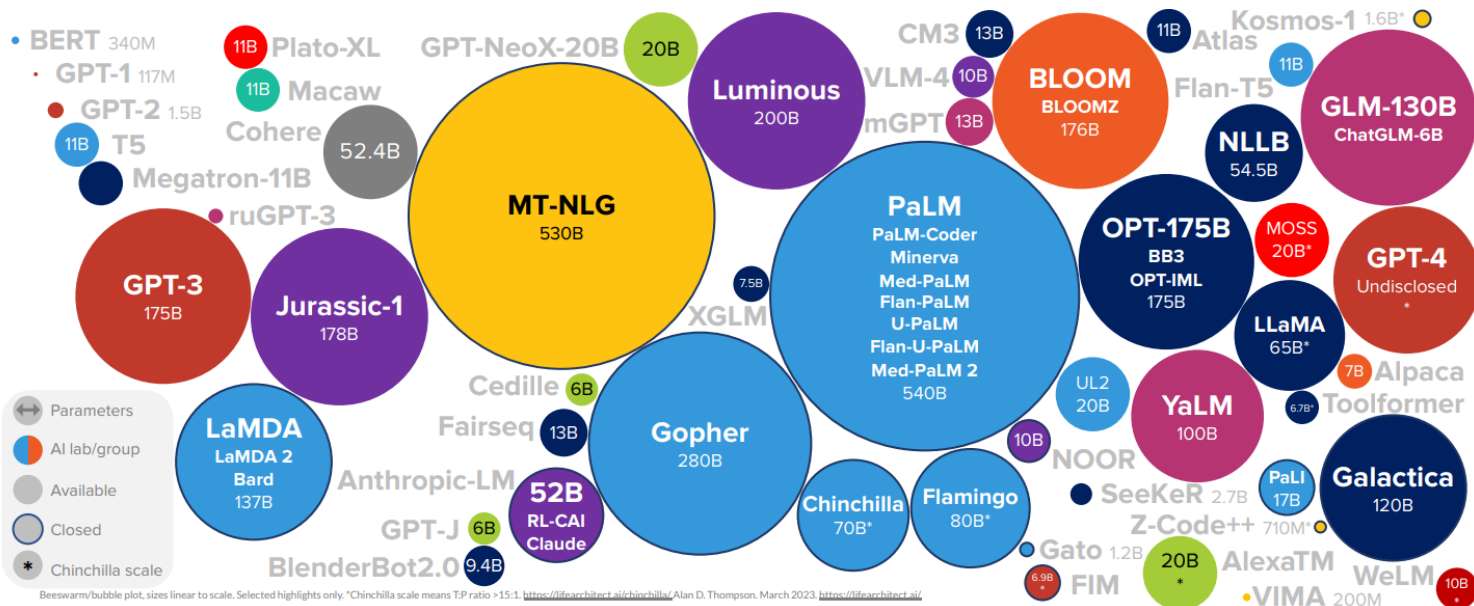 BERT 340M
GPT-1 117M
GPT-2 1.5B
11B T5
Megatron-11B
11B Plato-XL
11B Macaw
Cohere
52.4B
ruGPT-3
GPT-3
175B
Jurassic-1
178B
GPT-NeoX-20B
20B
MT-NLG
530B
Luminous
200B
CM3 13B
VLM-4 10B
mGPT 13B
BLOOM
BLOOMZ
176B
11B
Atlas
Kosmos-1 1.6B*
Flan-T5 11B
GLM-130B
ChatGLM-6B
NLLB
54.5B
PaLM
PaLM-Coder
Minerva
Med-PaLM
Flan-PaLM
U-PaLM
Flan-U-PaLM
Med-PaLM 2
540B
OPT-175B
BB3
OPT-IML
175B
MOSS
20B*
GPT-4
Undisclosed
*
7.5B
XGLM
LLaMA
65B*
7B Alpaca
6.7B* Toolformer
UL2
20B
YaLM
100B
Cedille 6B
Fairseq 13B
Gopher
280B
LaMDA
LaMDA 2
Bard
137B
Anthropic-LM
52B
RL-CAI
Claude
GPT-J 6B
BlenderBot2.0 9.4B
Chinchilla
70B*
Flamingo
80B*
10B
NOOR
SeeKeR 2.7B
PaLI
17B
Galactica
120B
Z-Code++ 710M*
Gato 1.2B
6.9B
*
FIM
20B
*
AlexaTM
VIMA 200M
WeLM
10B
*
Parameters
AI lab/group
Available
Closed
* Chinchilla scale
Beeswarm/bubble plot, sizes linear to scale. Selected highlights only. *Chinchilla scale means T:P ratio >15:1. https://lifearchitect.ai/chinchilla/ Alan D. Thompson. March 2023. https://lifearchitect.ai/